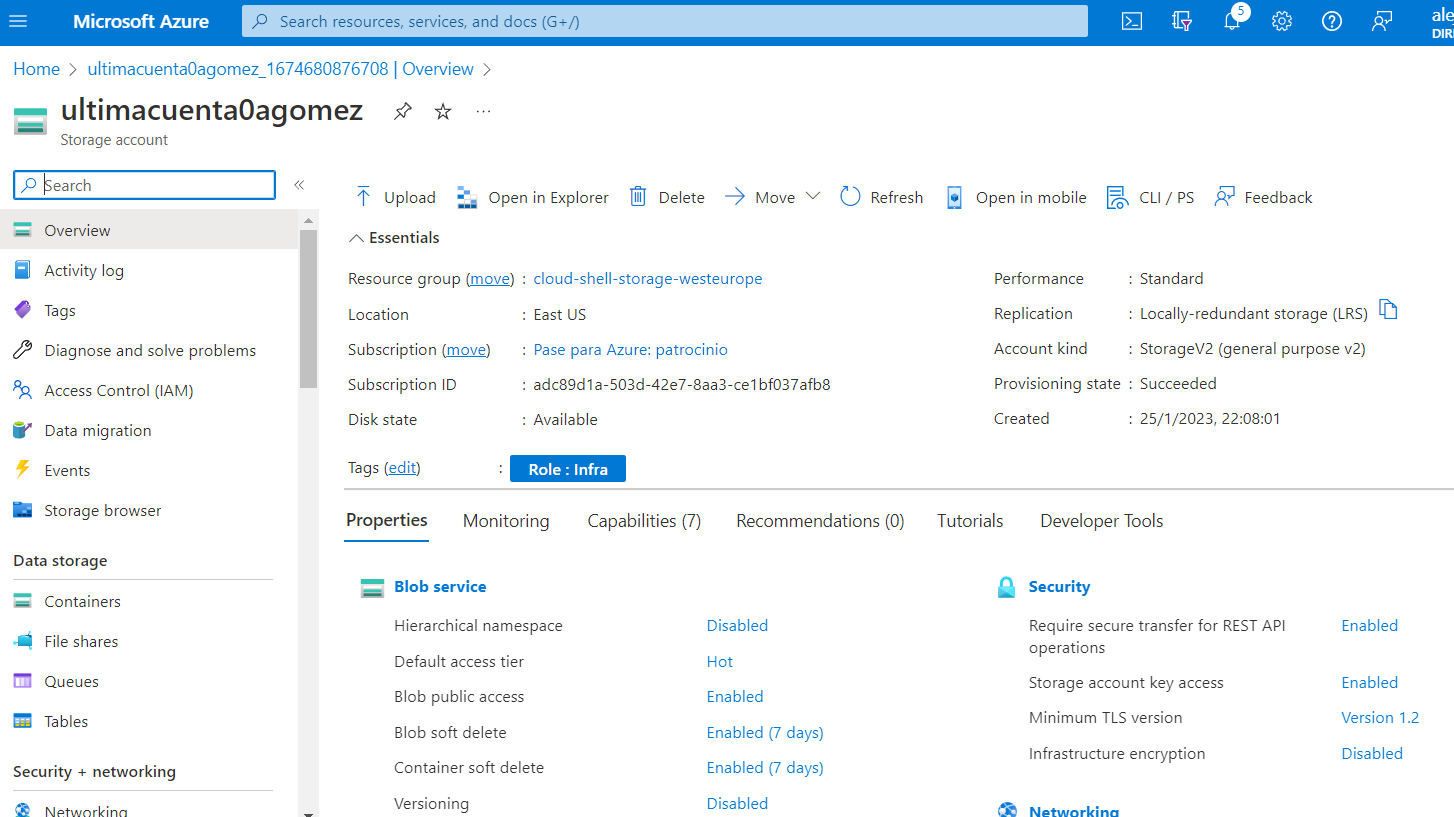 Microsoft Azure
Search resources, services, and docs (G+/)
5
Home > ultimacuenta0agomez_1674680876708 | Overview >
ultimacuenta0agomez
Storage account
Search
«
Overview
Activity log
Tags
Diagnose and solve problems
Access Control (IAM)
Data migration
Events
Storage browser
Data storage
Containers
File shares
Queues
Tables
Security + networking
Networking
Upload Open in Explorer Delete Move Refresh Open in mobile CLI / PS Feedback
Essentials
Resource group (move) : cloud-shell-storage-westeurope
Location : East US
Subscription (move) : Pase para Azure: patrocinio
Subscription ID : adc89d1a-503d-42e7-8aa3-ce1bf037afb8
Disk state : Available
Performance : Standard
Replication : Locally-redundant storage (LRS)
Account kind : StorageV2 (general purpose v2)
Provisioning state : Succeeded
Created : 25/1/2023, 22:08:01
Tags (edit) : Role : Infra
Properties Monitoring Capabilities (7) Recommendations (0) Tutorials Developer Tools
Blob service
Hierarchical namespace Disabled
Default access tier Hot
Blob public access Enabled
Blob soft delete Enabled (7 days)
Container soft delete Enabled (7 days)
Versioning Disabled
Security
Require secure transfer for REST API Enabled
operations
Storage account key access Enabled
Minimum TLS version Version 1.2
Infrastructure encryption Disabled
Networking